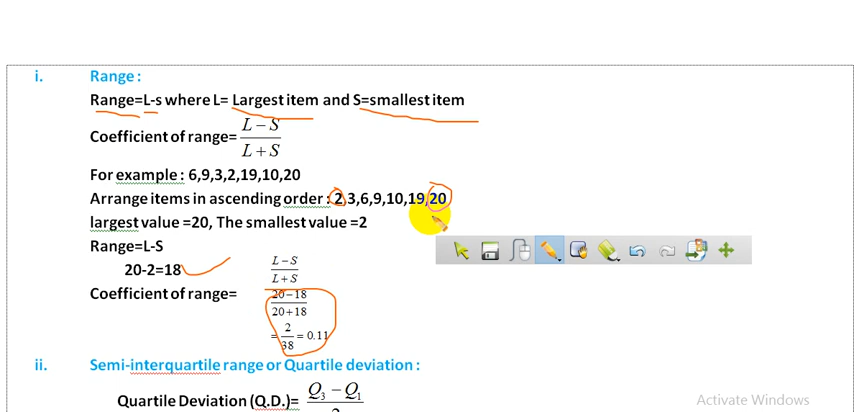 i. Range :
Range=L-s where L= Largest item and S=smallest item
Coefficient of range= L − S / L + S
For example : 6,9,3,2,19,10,20
Arrange items in ascending order : 2,3,6,9,10,19,20
largest value =20, The smallest value =2
Range=L-S
20-2=18
Coefficient of range= L − S / L + S
20 − 18 / 20 + 18
= 2 / 38 = 0.11
ii. Semi-interquartile range or Quartile deviation :
Quartile Deviation (Q.D.)= Q3 − Q1 / 2
Activate Windows